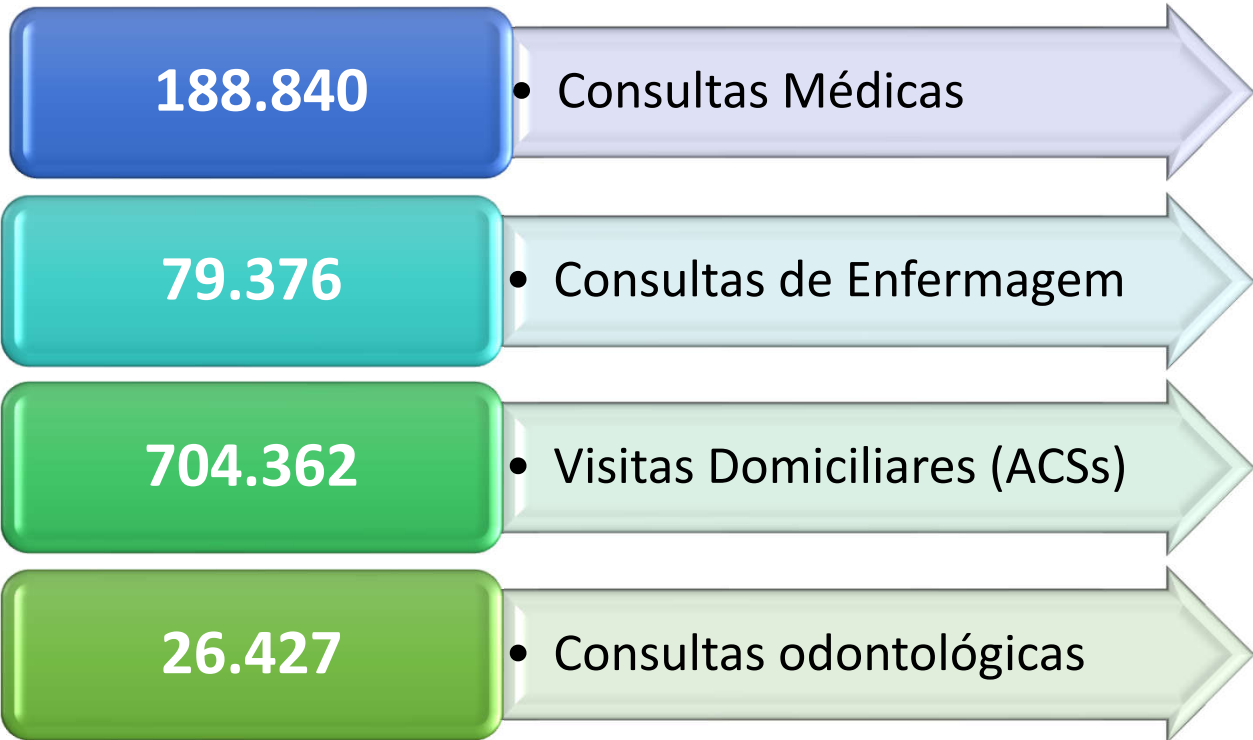 188.840
• Consultas Médicas
79.376
• Consultas de Enfermagem
704.362
• Visitas Domiciliares (ACSs)
26.427
• Consultas odontológicas